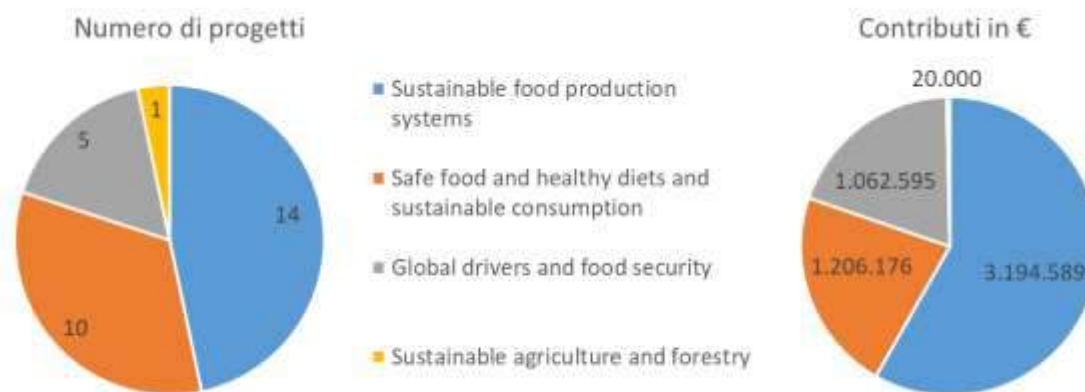 Numero di progetti
1
5
14
10
Sustainable food production
systems
Safe food and healthy diets and
sustainable consumption
Global drivers and food security
Sustainable agriculture and forestry
Contributi in €
20.000
1.062.595
1.206.176
3.194.589